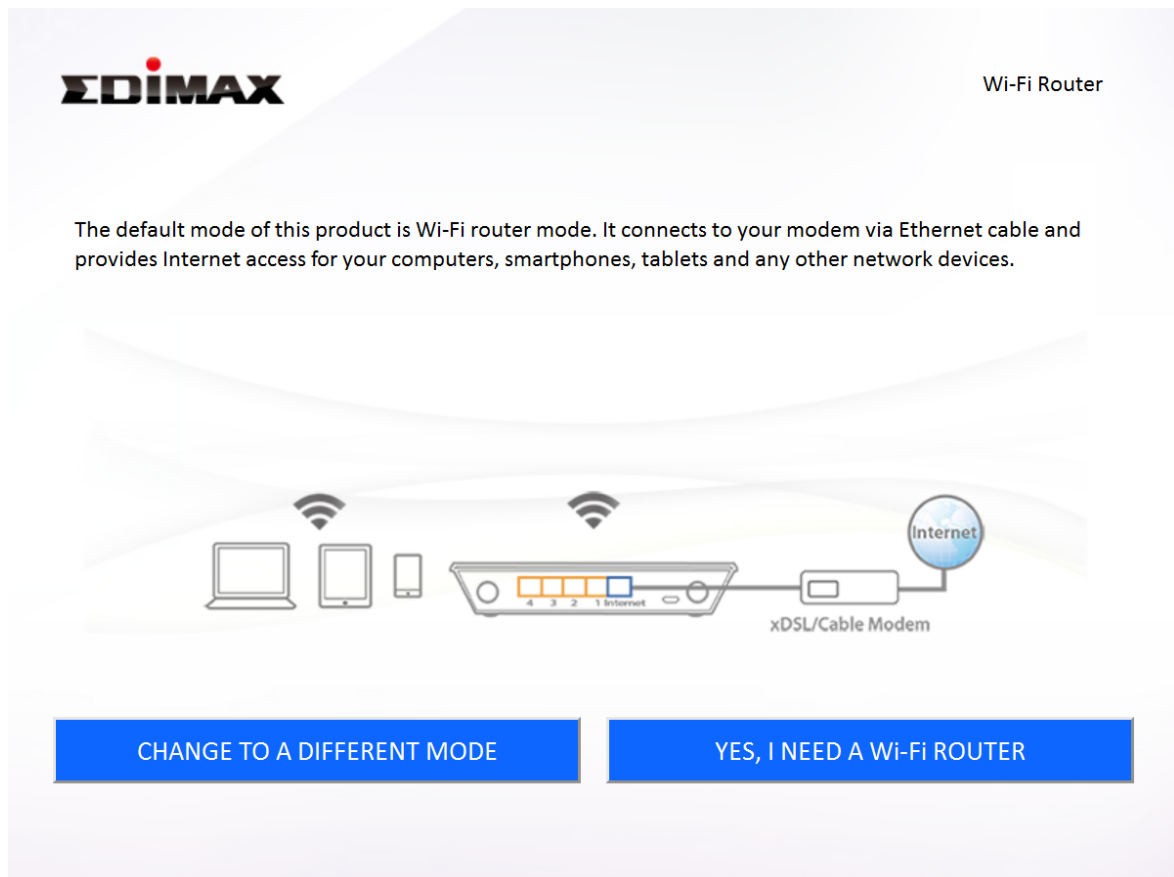 EDiMAX
Wi-Fi Router
The default mode of this product is Wi-Fi router mode. It connects to your modem via Ethernet cable and
provides Internet access for your computers, smartphones, tablets and any other network devices.
Internet
4 3 2 1 Internet
xDSL/Cable Modem
CHANGE TO A DIFFERENT MODE
YES, I NEED A Wi-Fi ROUTER